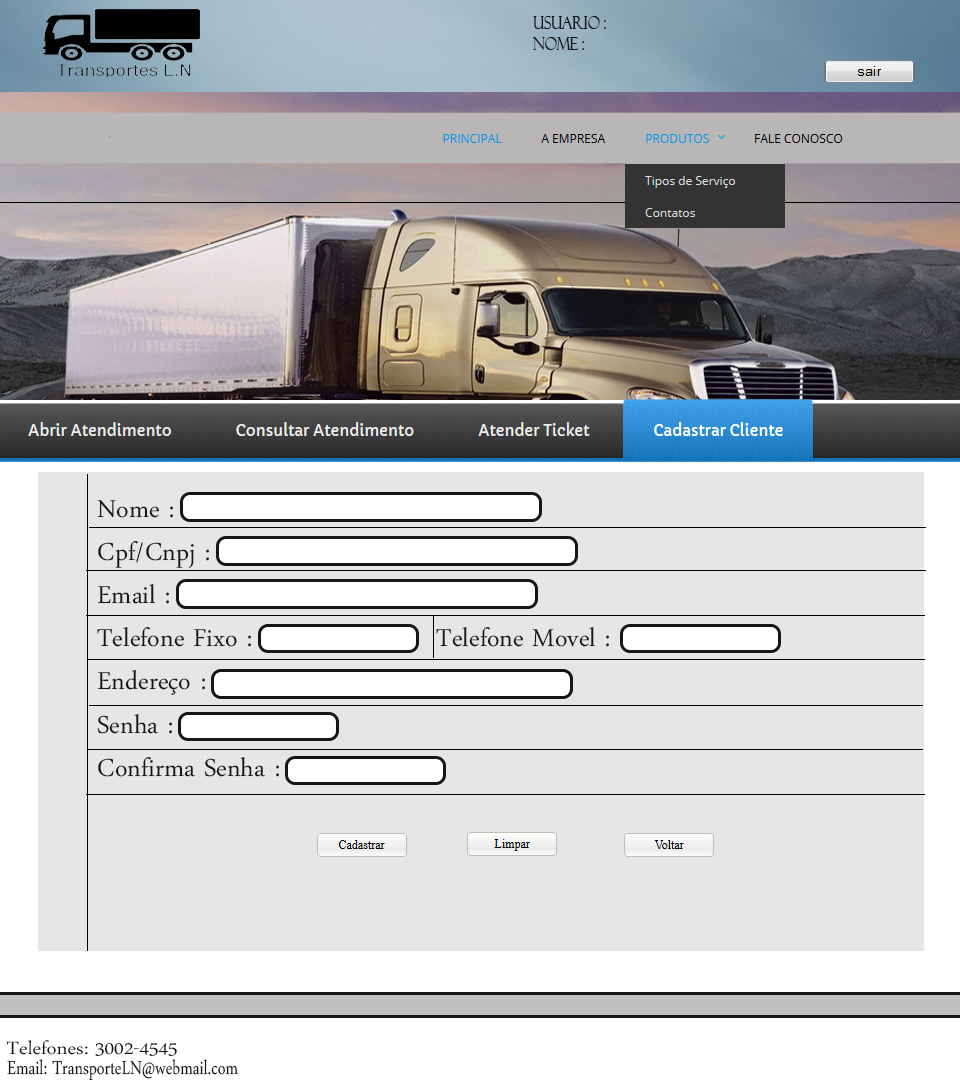 USUARIO :
NOME :
Transportes L.N
sair
PRINCIPAL A EMPRESA PRODUTOS FALE CONOSCO
Tipos de Serviço
Contatos
Abrir Atendimento Consultar Atendimento Atender Ticket Cadastrar Cliente
Nome :
Cpf/Cnpj :
Email :
Telefone Fixo : Telefone Movel :
Endereço :
Senha :
Confirma Senha :
Cadastrar Limpar Voltar
Telefones: 3002-4545
Email: TransporteLN@webmail.com